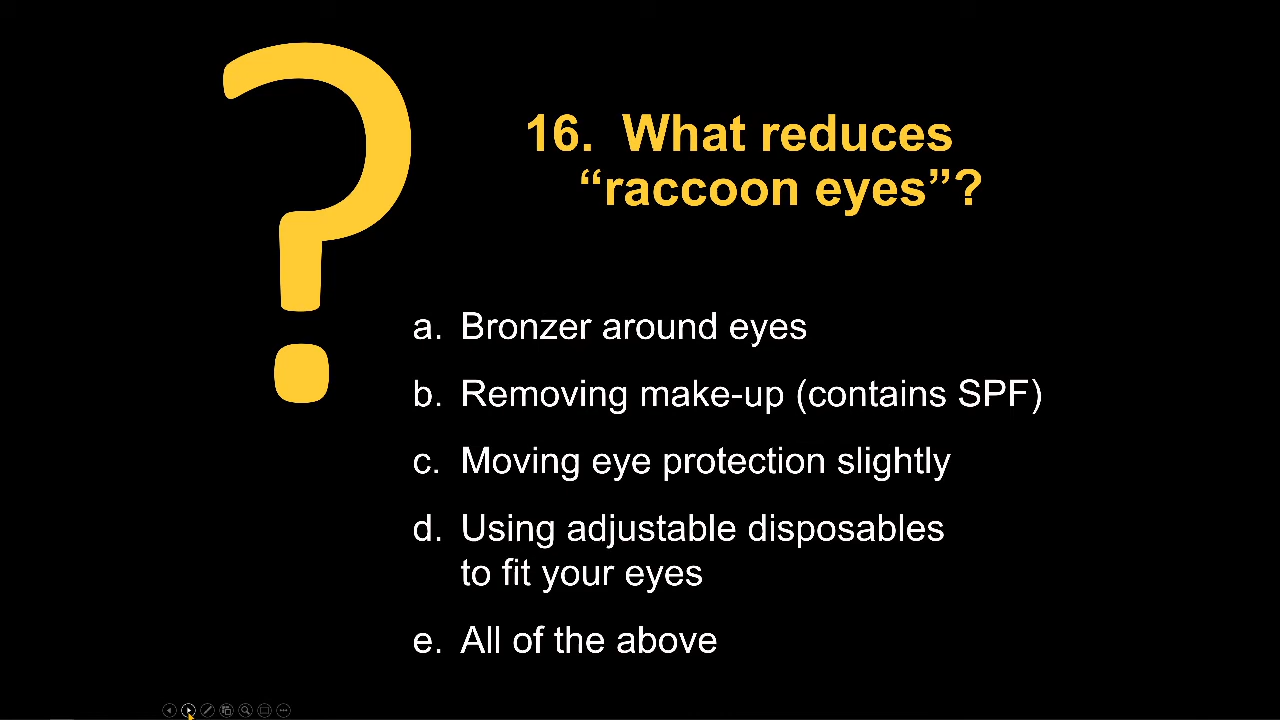 ?
16. What reduces
“raccoon eyes”?
a. Bronzer around eyes
b. Removing make-up (contains SPF)
c. Moving eye protection slightly
d. Using adjustable disposables
to fit your eyes
e. All of the above